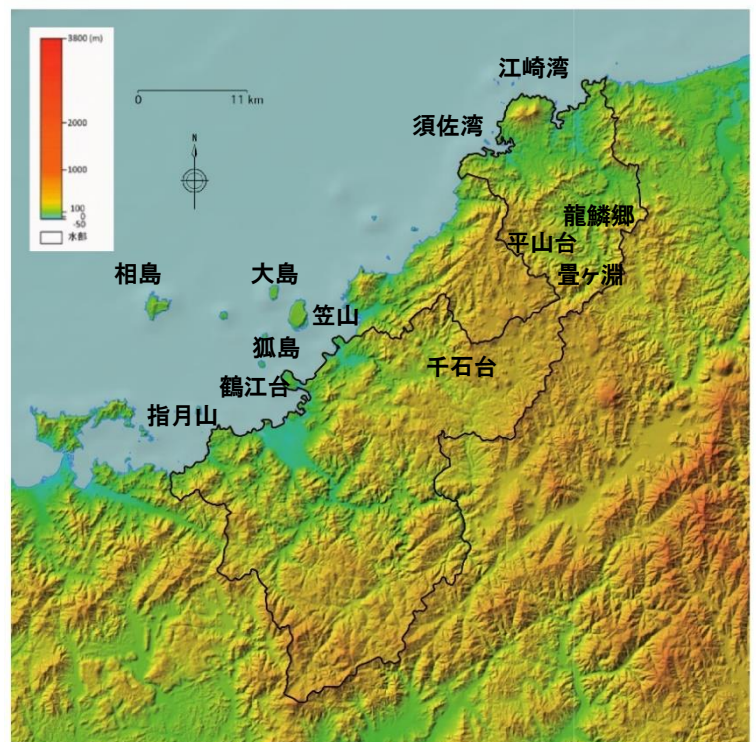 3800 (m)
2000
1000
100
0
-50
水部
0 11 km
N
江崎湾
須佐湾
龍鱗郷
平山台
畳ヶ淵
相島
大島
笠山
狐島
千石台
鶴江台
指月山